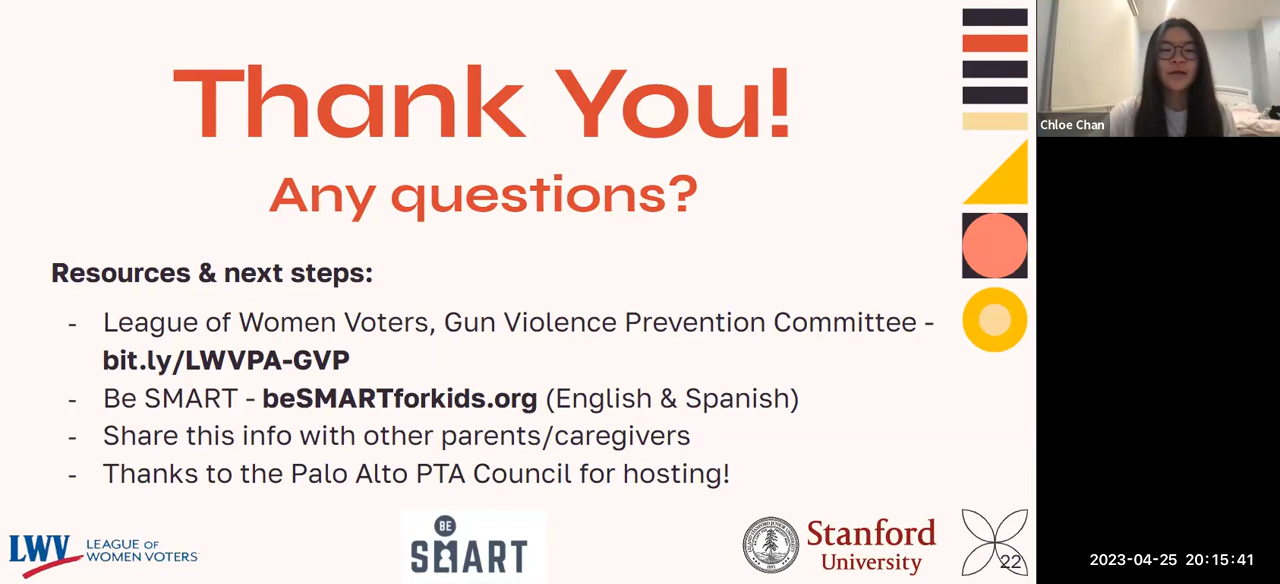 Thank You!
Any questions?
Resources & next steps:
- League of Women Voters, Gun Violence Prevention Committee -
bit.ly/LWVPA-GVP
- Be SMART - beSMARTforkids.org (English & Spanish)
- Share this info with other parents/caregivers
- Thanks to the Palo Alto PTA Council for hosting!
LWV
LEAGUE OF
WOMEN VOTERS
BE
SMART
Stanford
University
22
Chloe Chan
2023-04-25 20:15:41